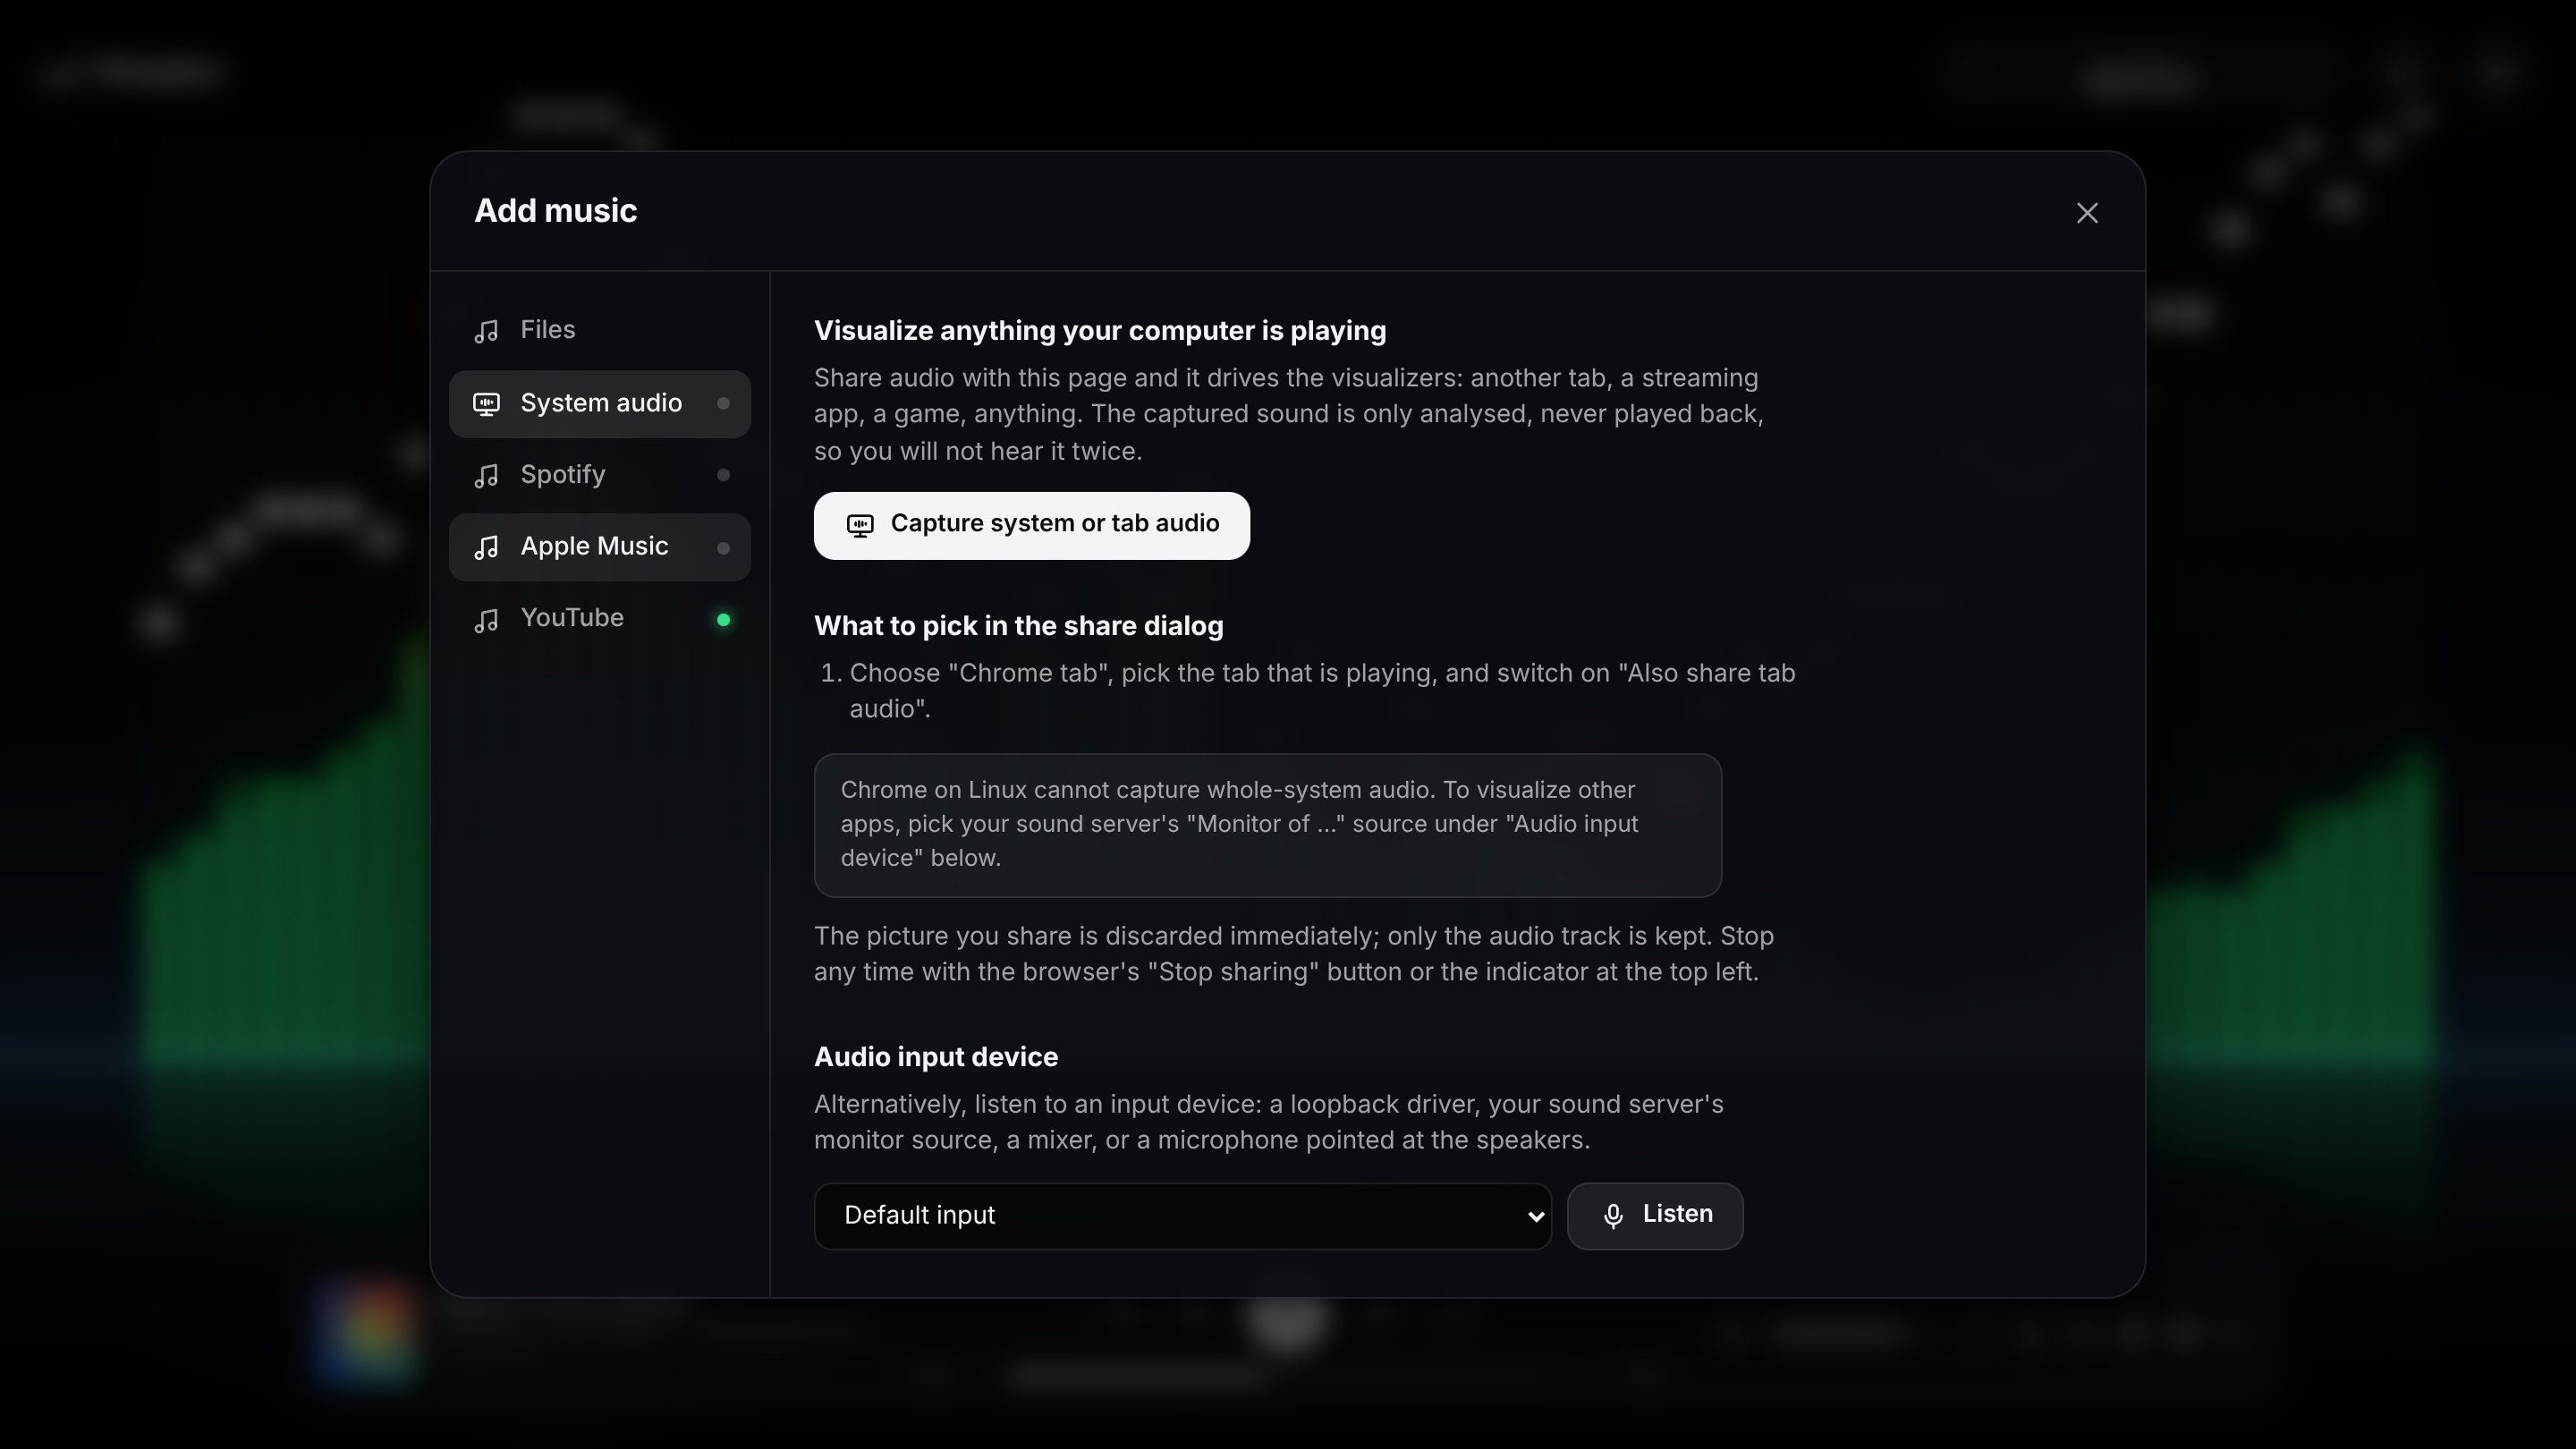 Add music
Files
System audio
Spotify
Apple Music
YouTube
Visualize anything your computer is playing
Share audio with this page and it drives the visualizers: another tab, a streaming
app, a game, anything. The captured sound is only analysed, never played back,
so you will not hear it twice.
Capture system or tab audio
What to pick in the share dialog
1. Choose "Chrome tab", pick the tab that is playing, and switch on "Also share tab
audio".
Chrome on Linux cannot capture whole-system audio. To visualize other
apps, pick your sound server's "Monitor of ..." source under "Audio input
device" below.
The picture you share is discarded immediately; only the audio track is kept. Stop
any time with the browser's "Stop sharing" button or the indicator at the top left.
Audio input device
Alternatively, listen to an input device: a loopback driver, your sound server's
monitor source, a mixer, or a microphone pointed at the speakers.
Default input
Listen